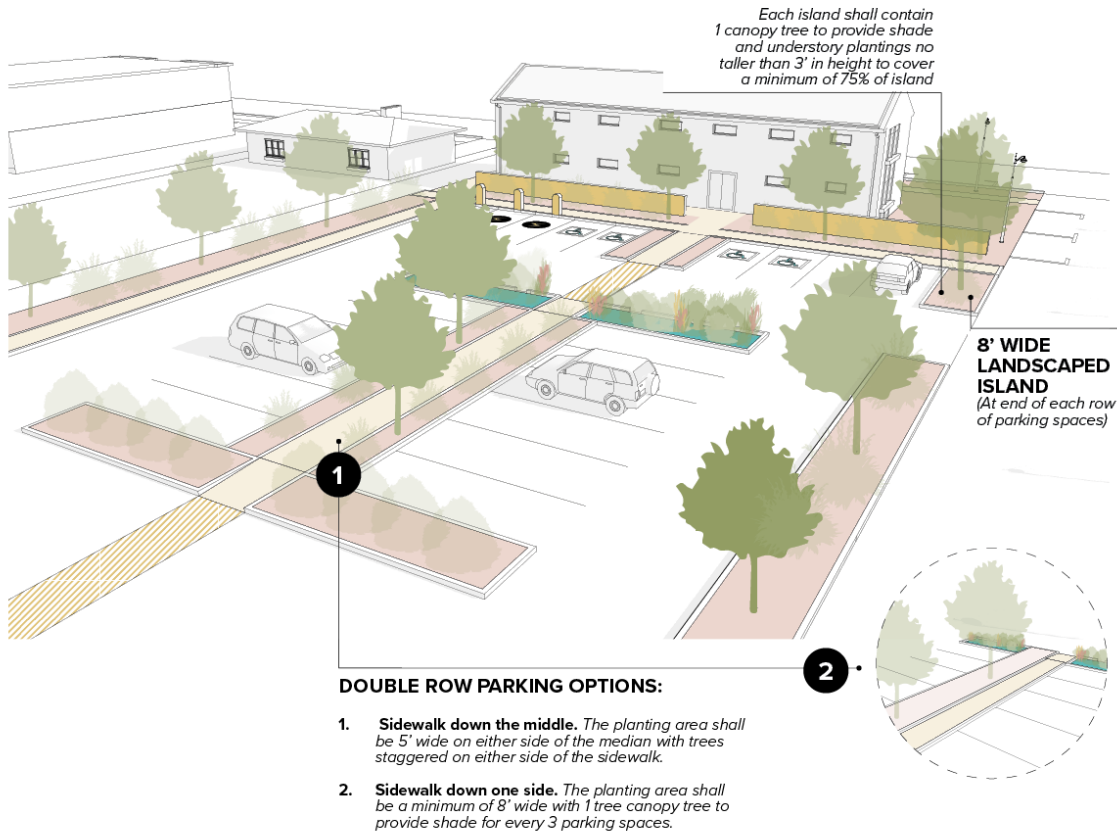 Each island shall contain
1 canopy tree to provide shade
and understory plantings no
taller than 3' in height to cover
a minimum of 75% of island
8' WIDE
LANDSCAPED
ISLAND
(At end of each row
of parking spaces)
1
2
DOUBLE ROW PARKING OPTIONS:
1. Sidewalk down the middle. The planting area shall
be 5' wide on either side of the median with trees
staggered on either side of the sidewalk.
2. Sidewalk down one side. The planting area shall
be a minimum of 8' wide with 1 tree canopy tree to
provide shade for every 3 parking spaces.